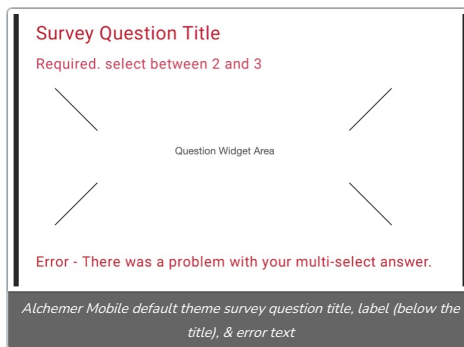 Survey Question Title
Required. select between 2 and 3
Question Widget Area
Error - There was a problem with your multi-select answer.
Alchemer Mobile default theme survey question title, label (below the
title), & error text